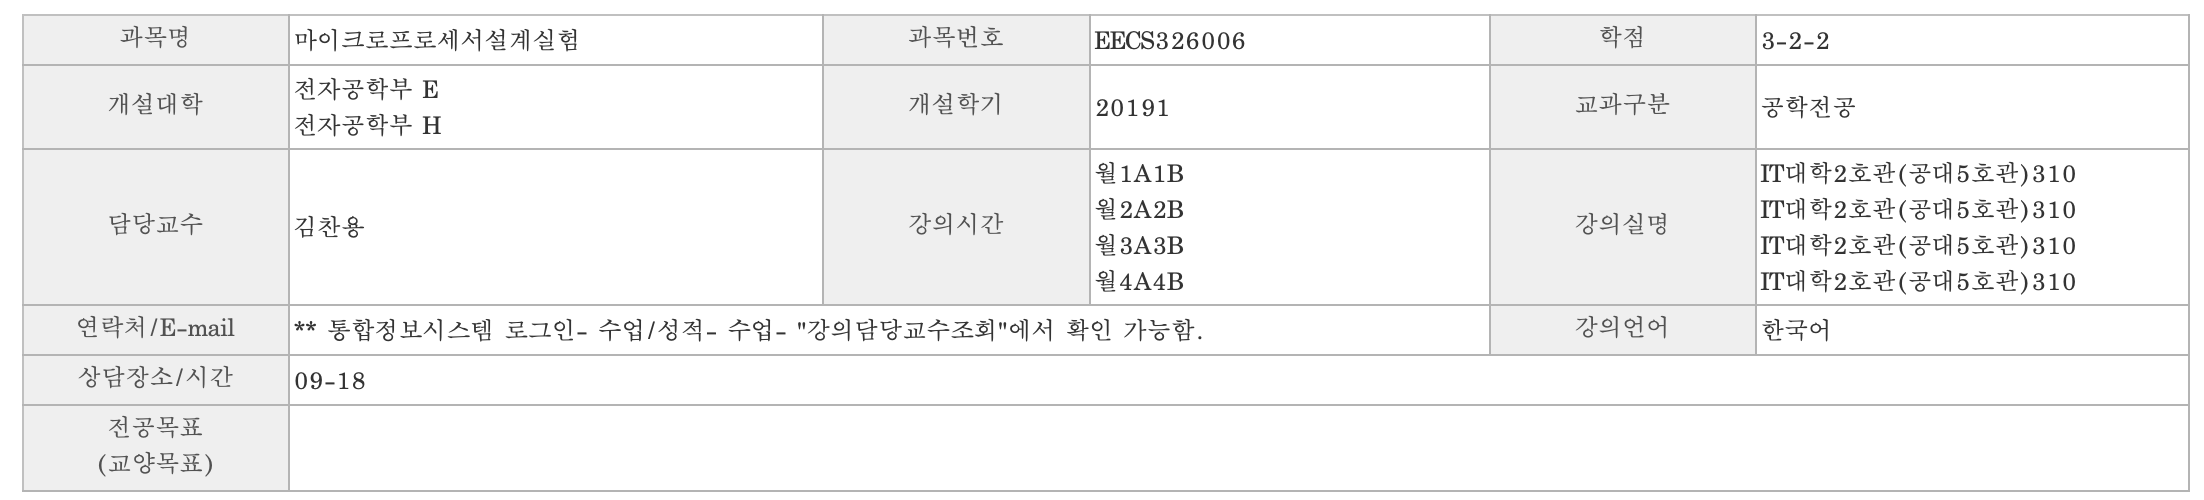 과목명 마이크로프로세서설계실험 과목번호 EECS326006 학점 3-2-2
개설대학 전자공학부 E 개설학기 20191 교과구분 공학전공
전자공학부 H
담당교수 김찬용 강의시간 월1A1B 강의실명 IT대학2호관(공대5호관)310
월2A2B IT대학2호관(공대5호관)310
월3A3B IT대학2호관(공대5호관)310
월4A4B IT대학2호관(공대5호관)310
연락처/E-mail ** 통합정보시스템 로그인- 수업/성적- 수업- "강의담당교수조회"에서 확인 가능함. 강의언어 한국어
상담장소/시간 09-18
전공목표
(교양목표)